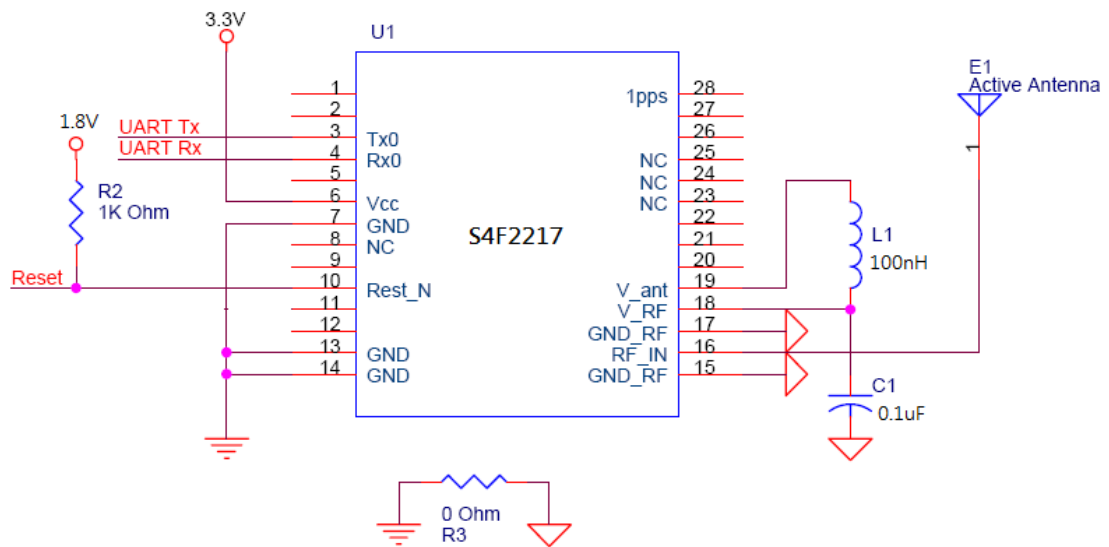 3.3V
U1
E1
Active Antenna
1
1.8V
R2
1K Ohm
UART Tx
UART Rx
Reset
1
2
3
4
5
6
7
8
9
10
11
12
13
14
Tx0
Rx0
Vcc
GND
NC
Rest_N
GND
GND
S4F2217
1pps
NC
NC
NC
V_ant
V_RF
GND_RF
RF_IN
GND_RF
28
27
26
25
24
23
22
21
20
19
18
17
16
15
L1
100nH
C1
0.1uF
0 Ohm
R3